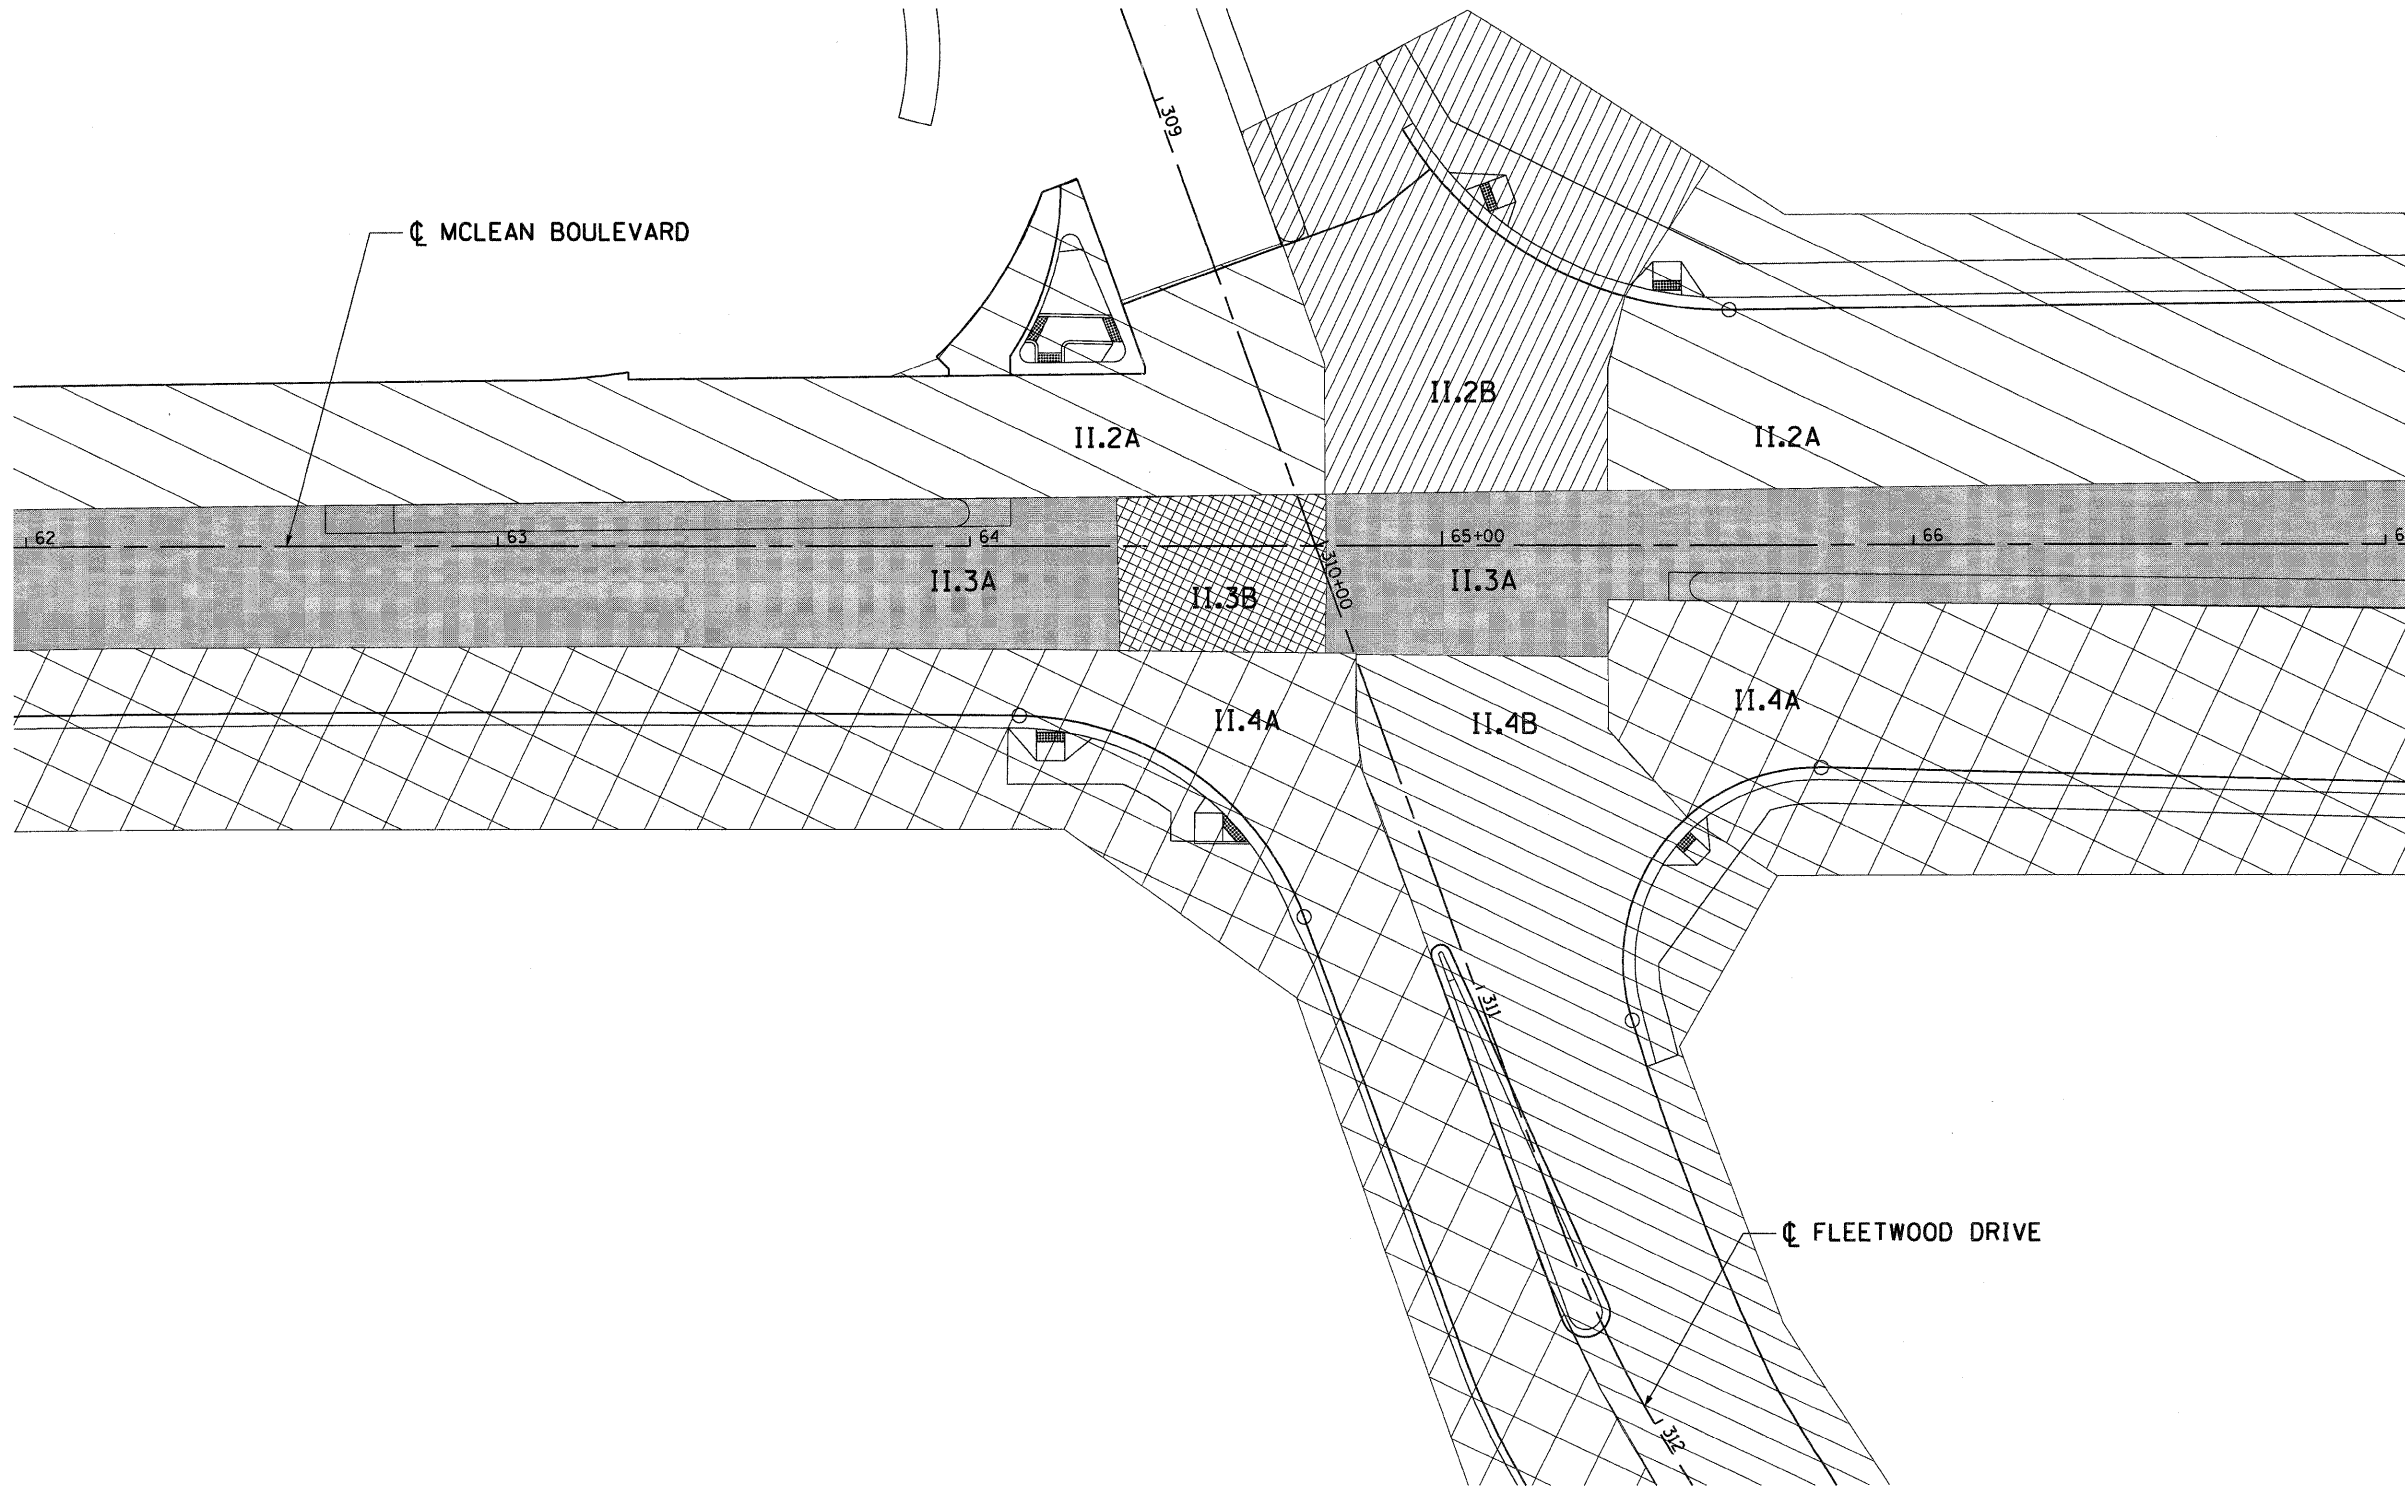 309
℄ MCLEAN BOULEVARD
II.2B
II.2A
II.2A
62
63
64
65+00
66
6
310+00
II.3A
II.3B
II.3A
II.4A
II.4B
II.4A
311
℄ FLEETWOOD DRIVE
312